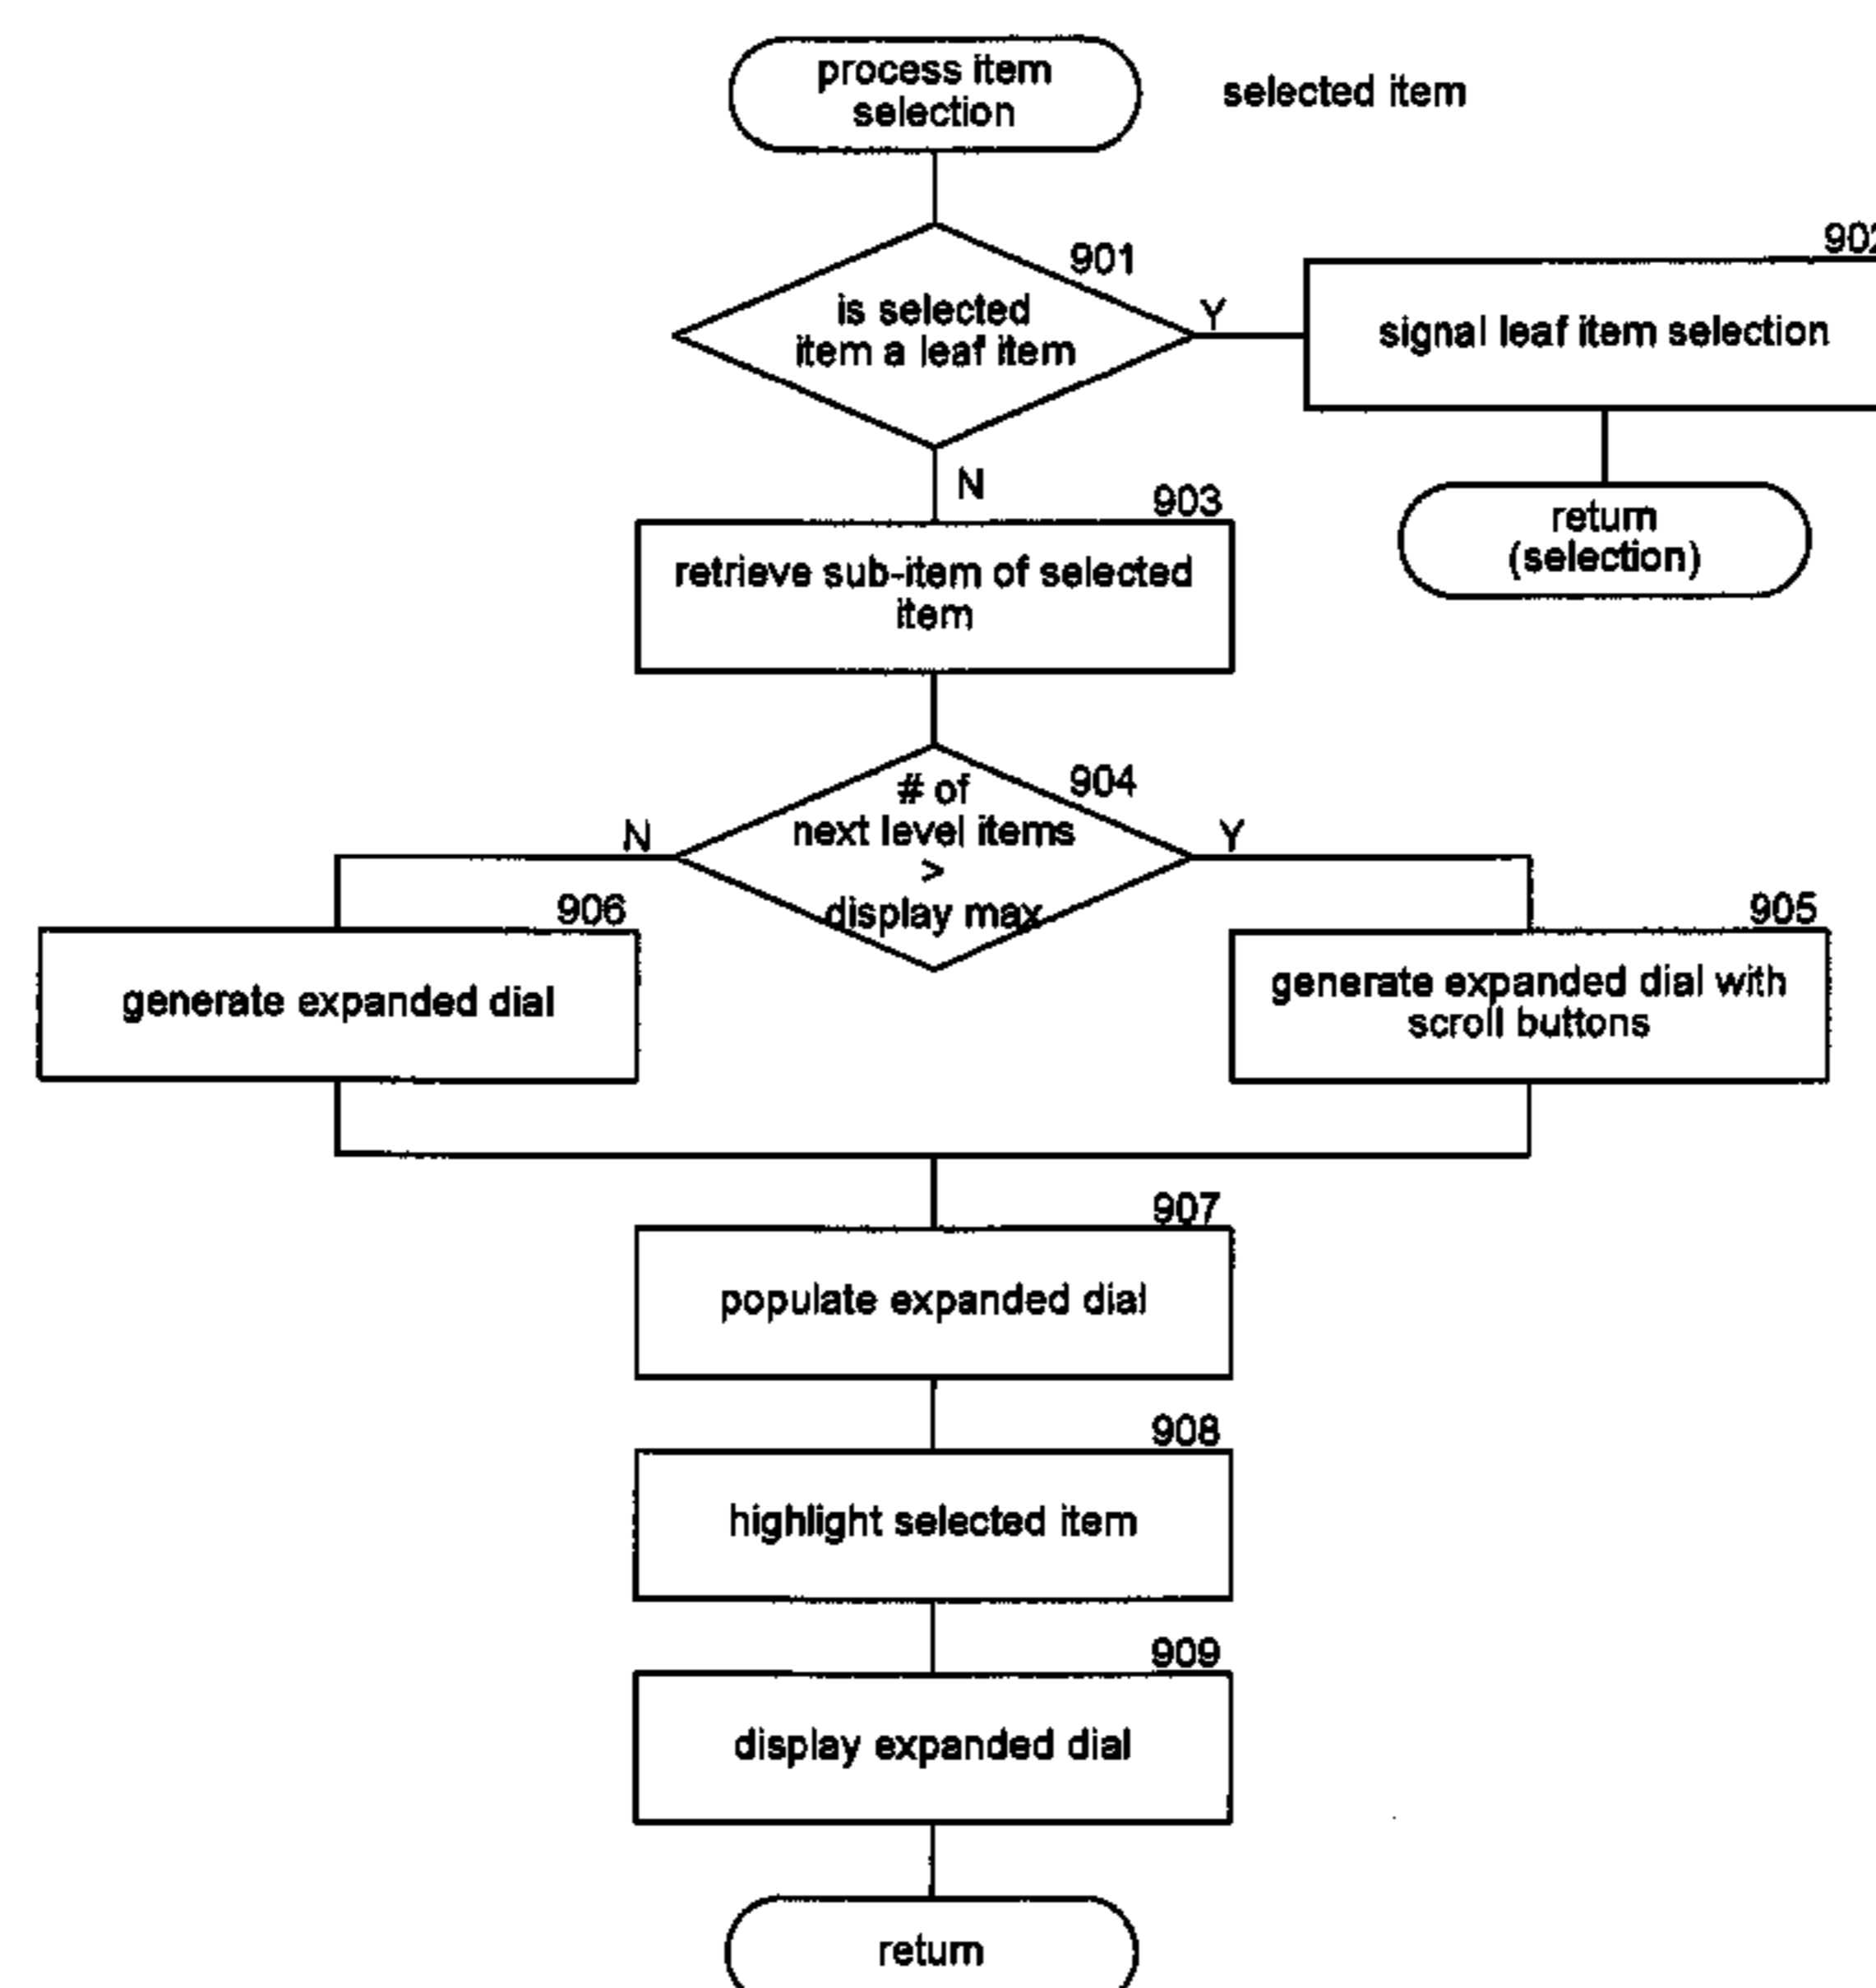 process item
selection
selected item
901
is selected
item a leaf item
Y
902
signal leaf item selection
N
return
(selection)
903
retrieve sub-item of selected
item
904
# of
next level items
>
display max
N
Y
906
generate expanded dial
905
generate expanded dial with
scroll buttons
907
populate expanded dial
908
highlight selected item
909
display expanded dial
return